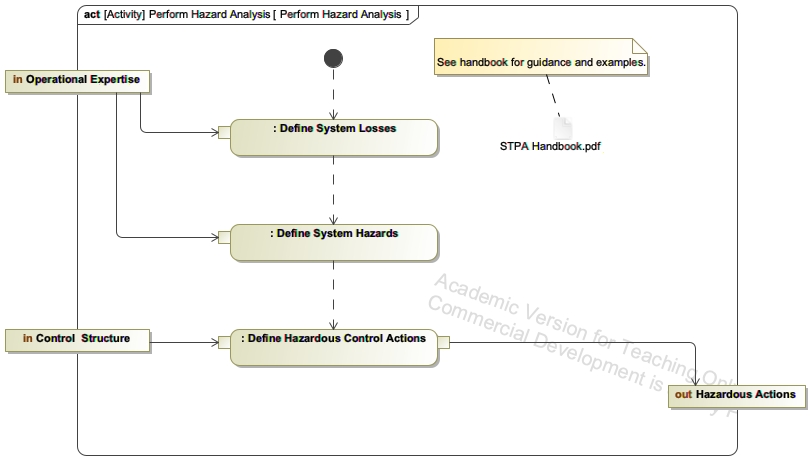 act [Activity] Perform Hazard Analysis [ Perform Hazard Analysis ]
in Operational Expertise
See handbook for guidance and examples.
: Define System Losses
STPA Handbook.pdf
: Define System Hazards
in Control Structure
: Define Hazardous Control Actions
Academic Version for Teaching
Commercial Development is
out Hazardous Actions